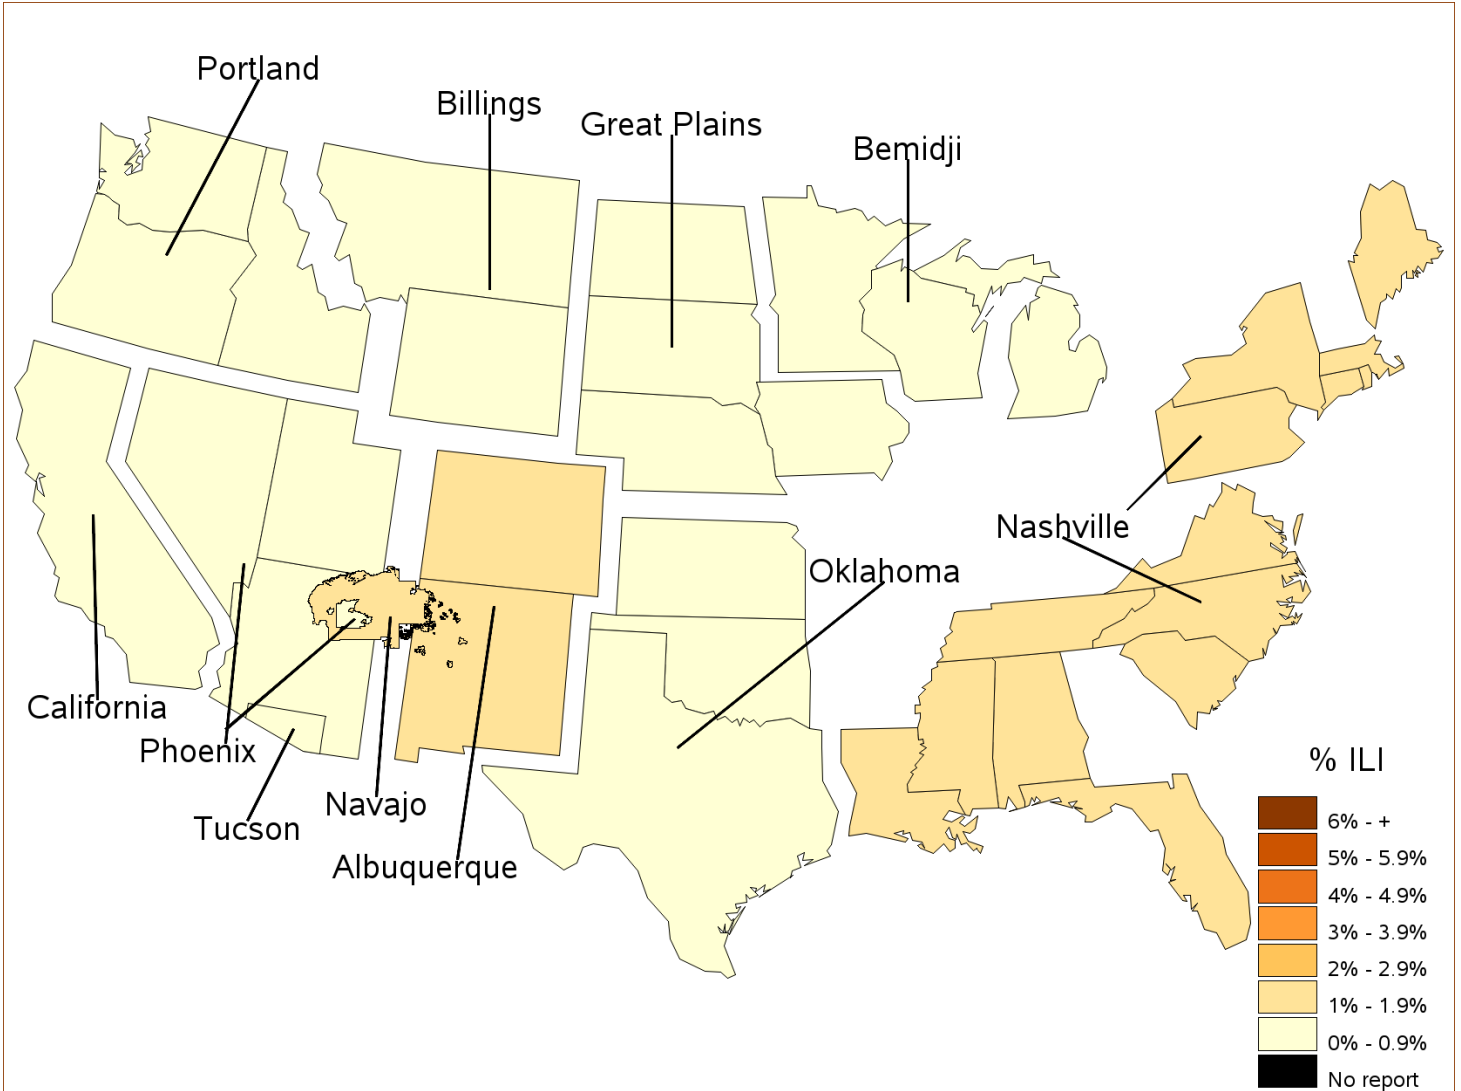 Portland
Billings
Great Plains
Bemidji
Nashville
Oklahoma
California
Phoenix
Navajo
Tucson
Albuquerque
% ILI
6% - +
5% - 5.9%
4% - 4.9%
3% - 3.9%
2% - 2.9%
1% - 1.9%
0% - 0.9%
No report